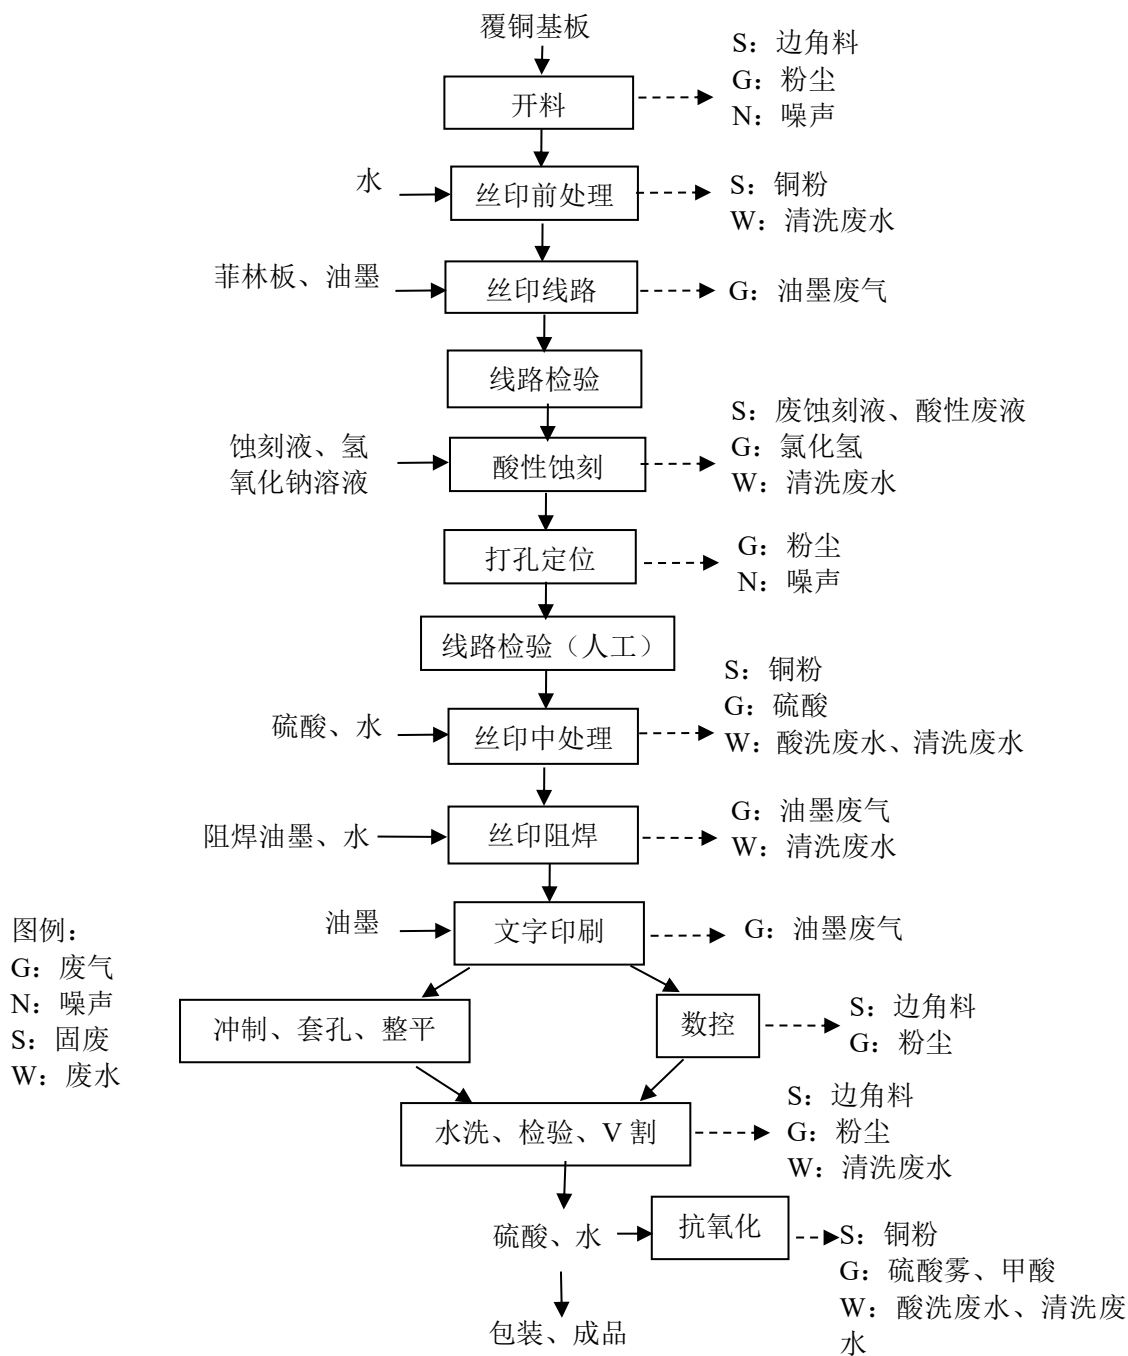 覆铜基板
开料
S：边角料
G：粉尘
N：噪声
水
丝印前处理
S：铜粉
W：清洗废水
菲林板、油墨
丝印线路
G：油墨废气
线路检验
蚀刻液、氢
氧化钠溶液
酸性蚀刻
S：废蚀刻液、酸性废液
G：氯化氢
W：清洗废水
打孔定位
G：粉尘
N：噪声
线路检验（人工）
硫酸、水
丝印中处理
S：铜粉
G：硫酸
W：酸洗废水、清洗废水
阻焊油墨、水
丝印阻焊
G：油墨废气
W：清洗废水
油墨
文字印刷
G：油墨废气
图例：
G：废气
N：噪声
S：固废
W：废水
冲制、套孔、整平
数控
S：边角料
G：粉尘
水洗、检验、V 割
S：边角料
G：粉尘
W：清洗废水
硫酸、水
抗氧化
S：铜粉
G：硫酸雾、甲酸
W：酸洗废水、清洗废
水
包装、成品